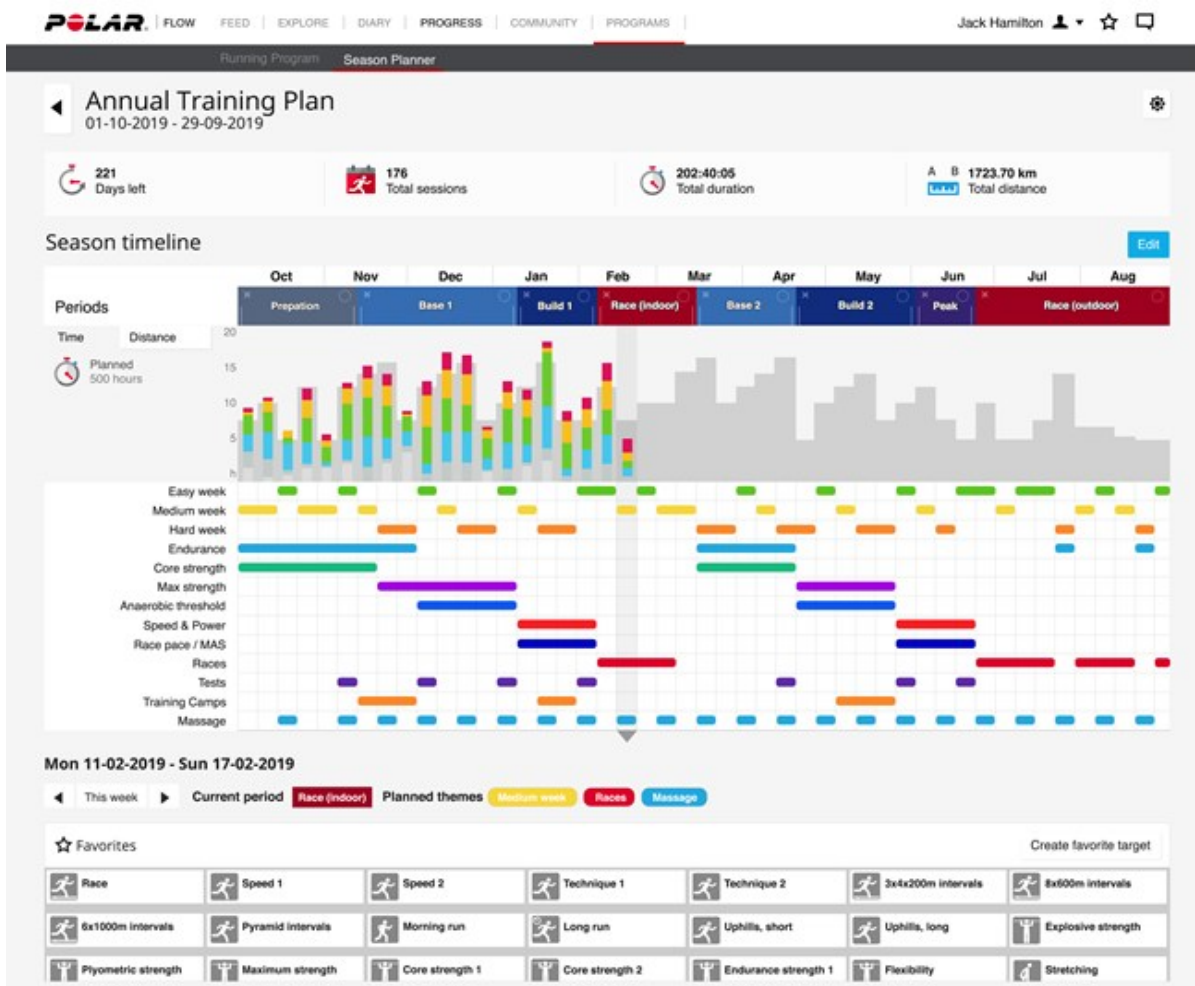 POLAR. FLOW FEED EXPLORE DIARY PROGRESS COMMUNITY PROGRAMS Jack Hamilton
Running Program Season Planner
Annual Training Plan
01-10-2019 - 29-09-2019
221
Days left
176
Total sessions
202:40:05
Total duration
A B 1723.70 km
Total distance
Season timeline Edit
Oct Nov Dec Jan Feb Mar Apr May Jun Jul Aug
Periods Prepation Base 1 Build 1 Race (indoor) Base 2 Build 2 Peak Race (outdoor)
Time Distance
Planned
500 hours
20
15
10
5
h
Easy week
Medium week
Hard week
Endurance
Core strength
Max strength
Anaerobic threshold
Speed & Power
Race pace / MAS
Races
Tests
Training Camps
Massage
Mon 11-02-2019 - Sun 17-02-2019
This week Current period Race (indoor) Planned themes Medium week Races Massage
Favorites Create favorite target
Race Speed 1 Speed 2 Technique 1 Technique 2 3x4x200m intervals 8x600m intervals
6x1000m intervals Pyramid intervals Morning run Long run Uphills, short Uphills, long Explosive strength
Plyometric strength Maximum strength Core strength 1 Core strength 2 Endurance strength 1 Flexibility Stretching